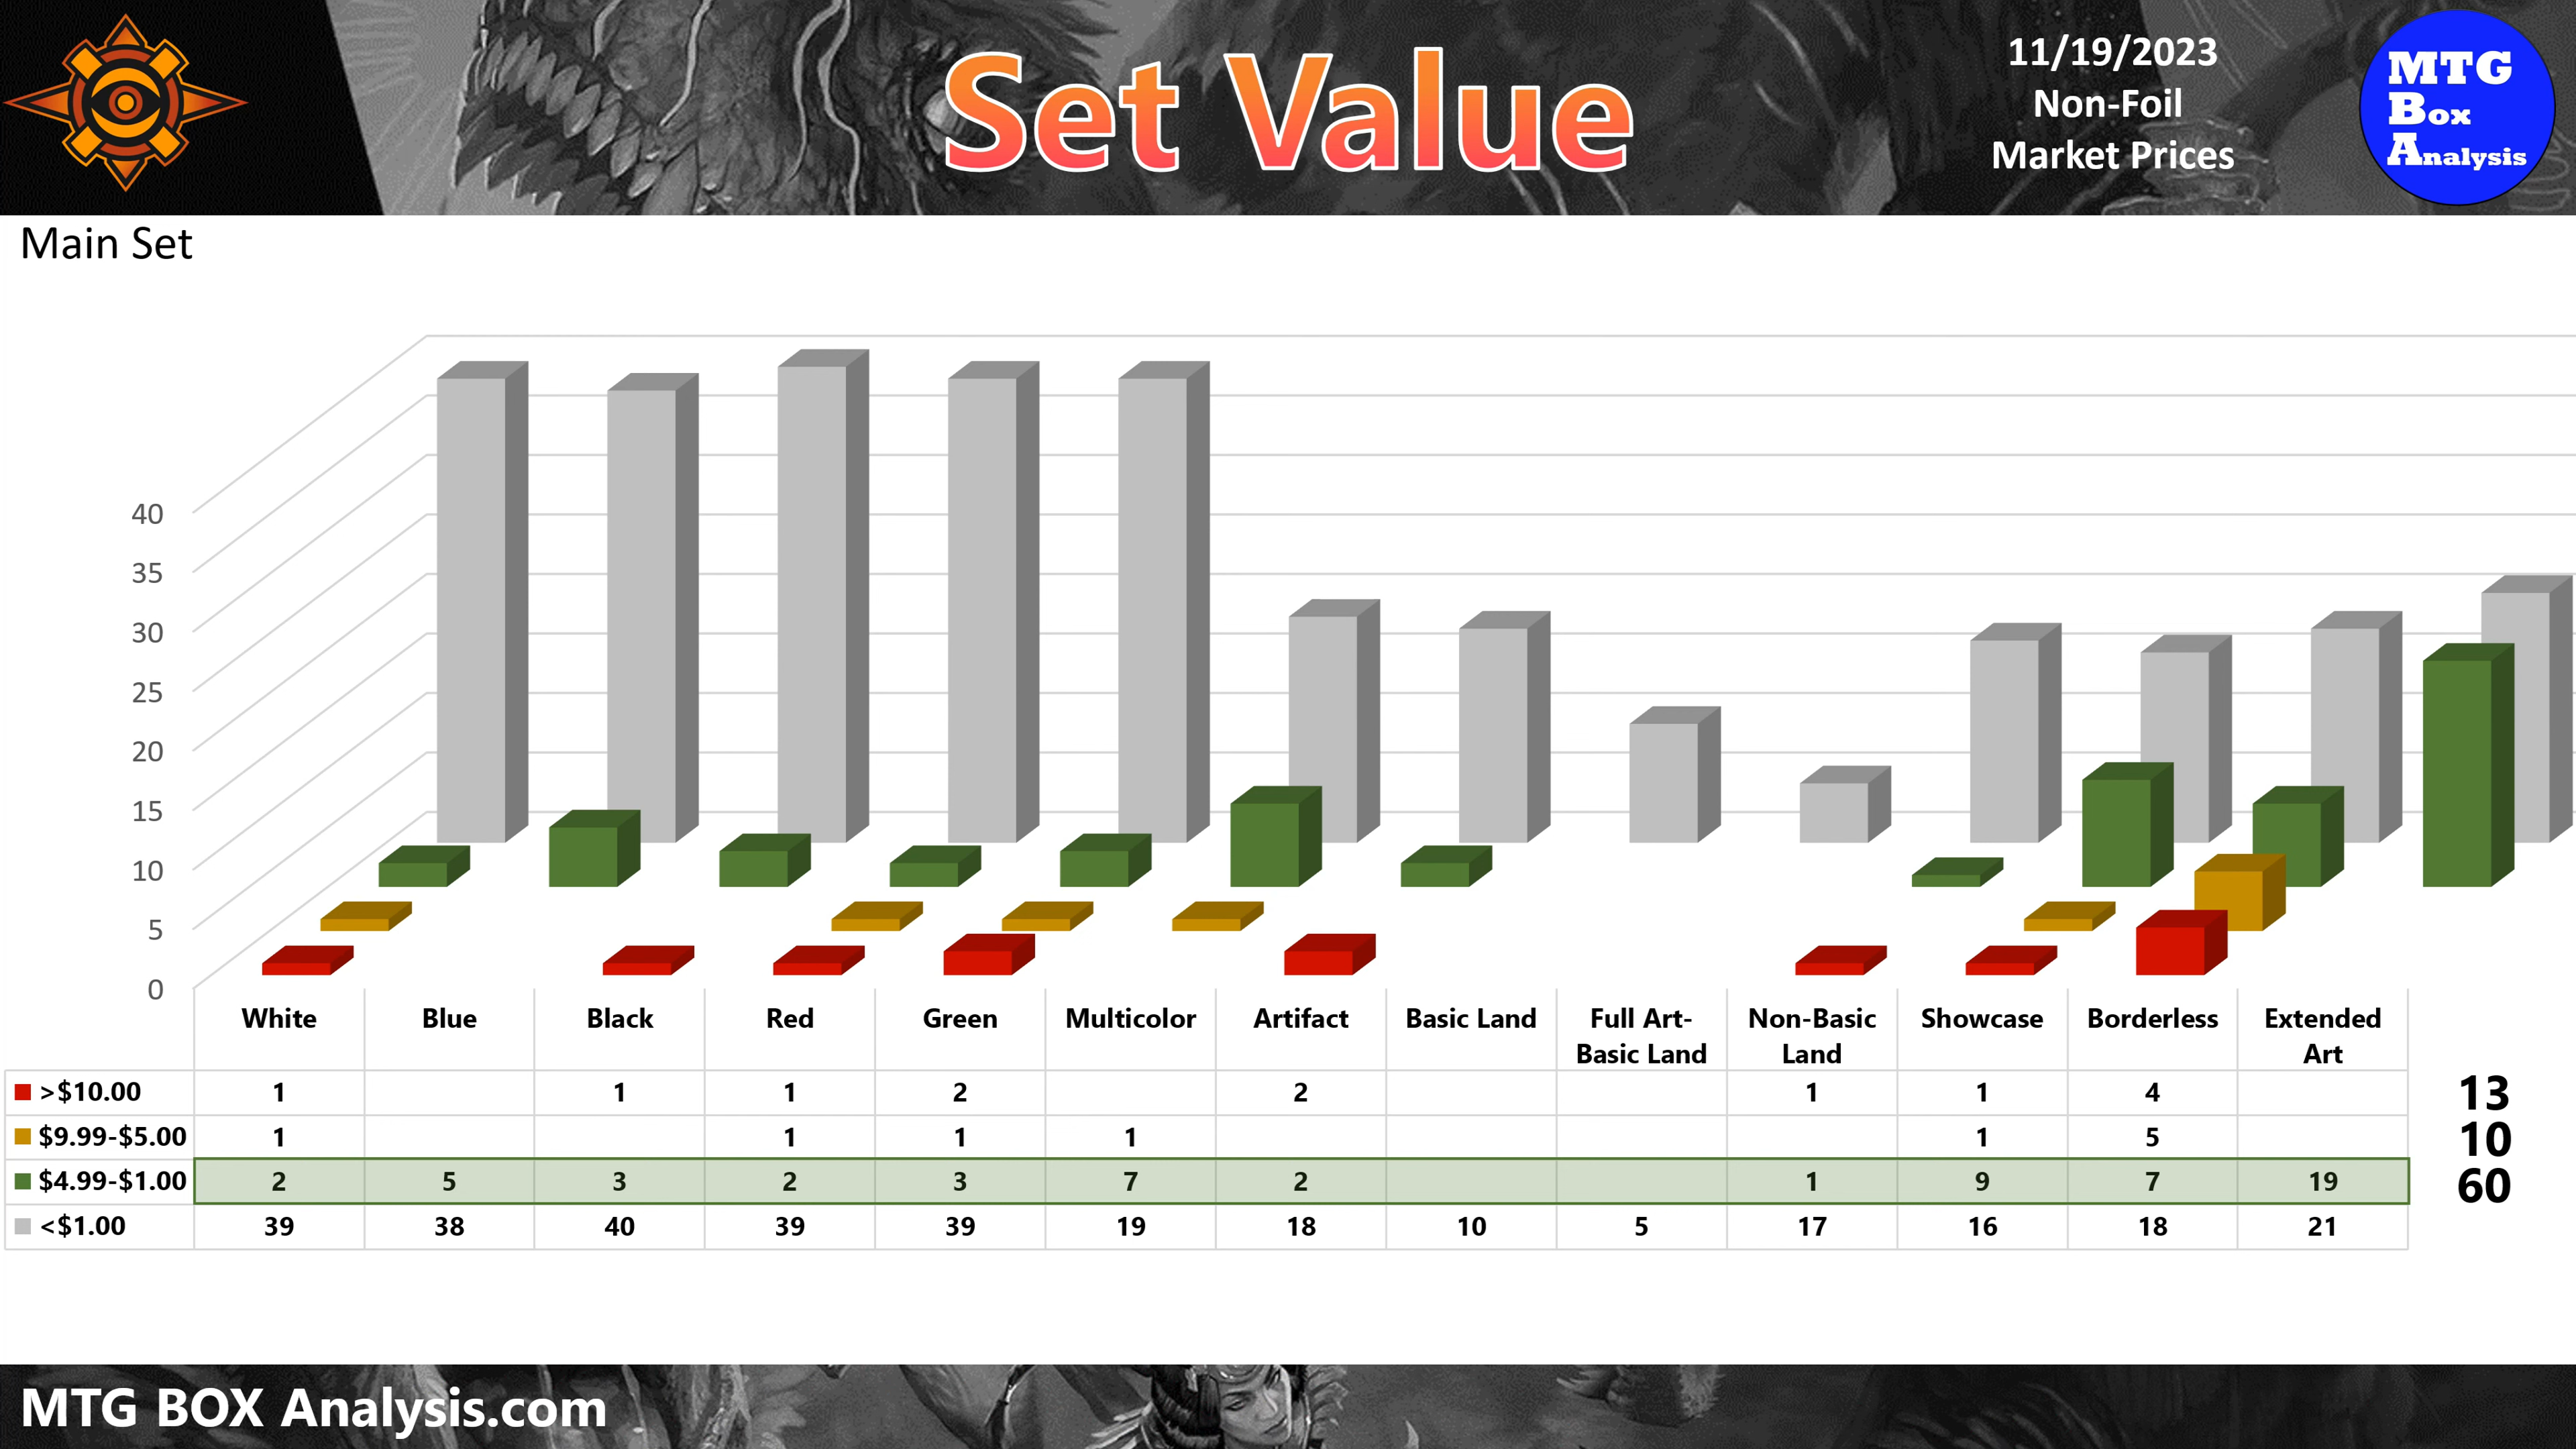 Set Value
11/19/2023
Non-Foil
Market Prices
MTG
Box
Analysis
Main Set
40
35
30
25
20
15
10
5
0
White Blue Black Red Green Multicolor Artifact Basic Land Full Art- Non-Basic Showcase Borderless Extended
Basic Land Land Art
>$10.00 1 1 1 2 2 1 1 4 13
$9.99-$5.00 1 1 1 1 1 5 10
$4.99-$1.00 2 5 3 2 3 7 2 1 9 7 19 60
<$1.00 39 38 40 39 39 19 18 10 5 17 16 18 21
MTG BOX Analysis.com